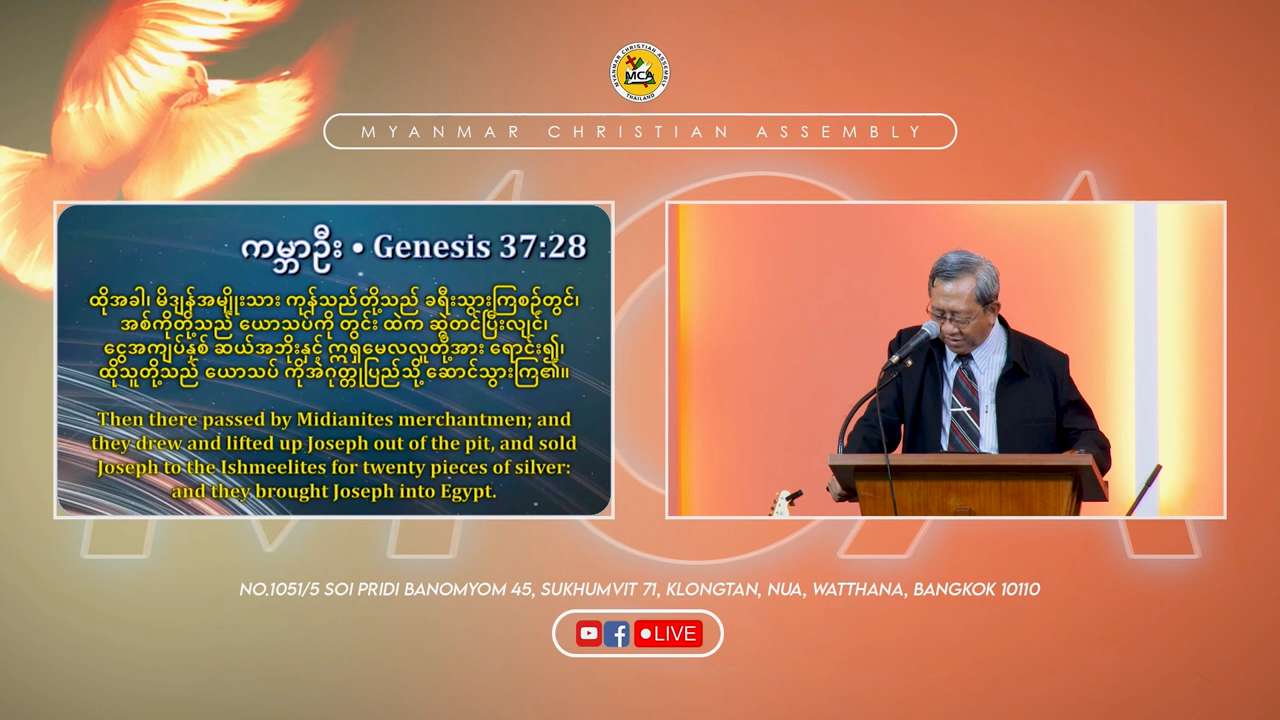 MYANMAR CHRISTIAN ASSEMBLY
MCA
THAILAND
MYANMAR CHRISTIAN ASSEMBLY
ကမ္ဘာဦး • Genesis 37:28
ထိုအခါ၊ မိဒျန်အမျိုးသား ကုန်သည်တို့သည် ခရီးသွားကြစဉ်တွင်၊
အစ်ကိုတို့သည် ယောသပ်ကို တွင်း ထဲက ဆွဲတင်ပြီးလျှင်၊
ငွေအကျပ်နှစ် ဆယ်အဘိုးနှင့် ဣရှမေလလူတို့အား ရောင်း၍၊
ထိုသူတို့သည် ယောသပ် ကိုအဲဂုတ္တုပြည်သို့ ဆောင်သွားကြ၏။
Then there passed by Midianites merchantmen; and
they drew and lifted up Joseph out of the pit, and sold
Joseph to the Ishmeelites for twenty pieces of silver:
and they brought Joseph into Egypt.
MCA
NO.1051/5 SOI PRIDI BANOMYOM 45, SUKHUMVIT 71, KLONGTAN, NUA, WATTHANA, BANGKOK 10110
LIVE